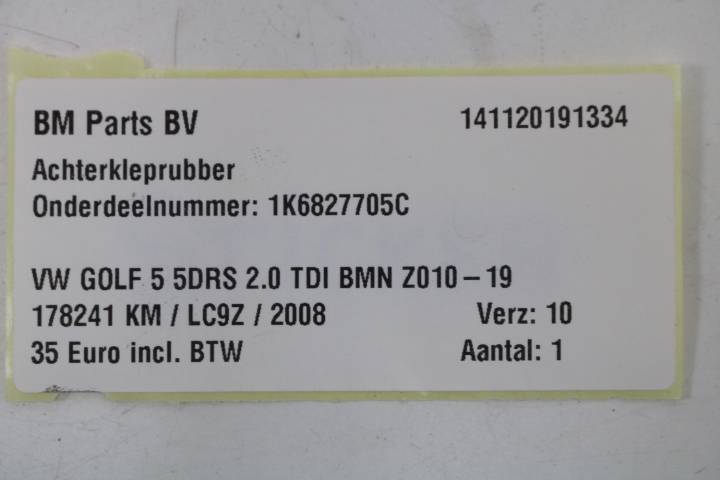 BM Parts BV 141120191334
Achterkleprubber
Onderdeelnummer: 1K6827705C
VW GOLF 5 5DRS 2.0 TDI BMN Z010-19
178241 KM / LC9Z / 2008 Verz: 10
35 Euro incl. BTW Aantal: 1